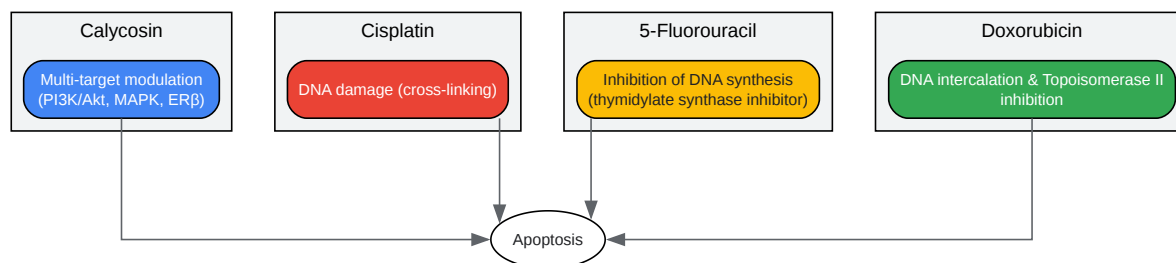 Calycosin
Multi-target modulation
(PI3K/Akt, MAPK, ERβ)
Cisplatin
DNA damage (cross-linking)
5-Fluorouracil
Inhibition of DNA synthesis
(thymidylate synthase inhibitor)
Doxorubicin
DNA intercalation & Topoisomerase II
inhibition
Apoptosis